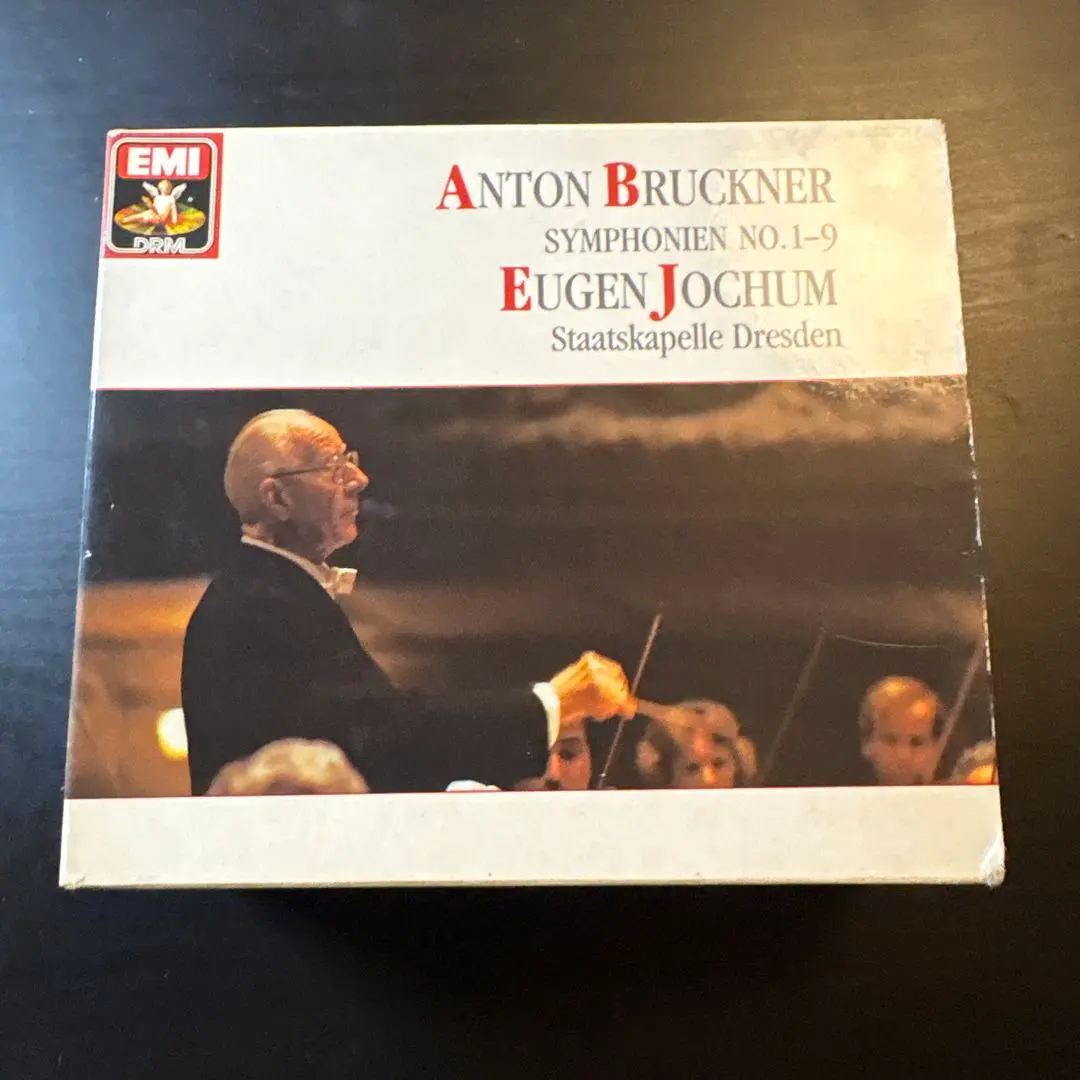 EMI
DRM
ANTON BRUCKNER
SYMPHONIEN NO. 1-9
EUGEN JOCHUM
Staatskapelle Dresden